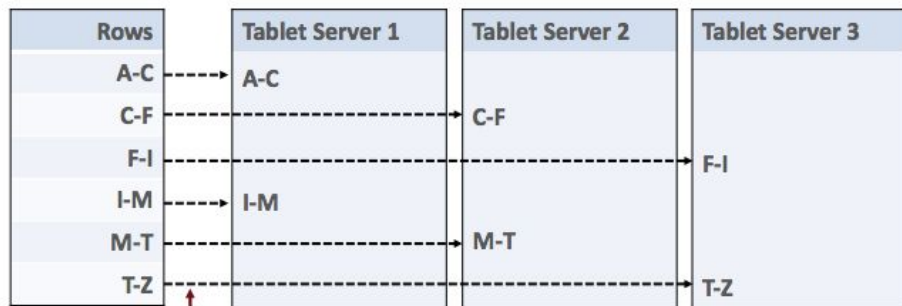 Rows Tablet Server 1 Tablet Server 2 Tablet Server 3
A-C A-C
C-F C-F
F-I F-I
I-M I-M
M-T M-T
T-Z T-Z